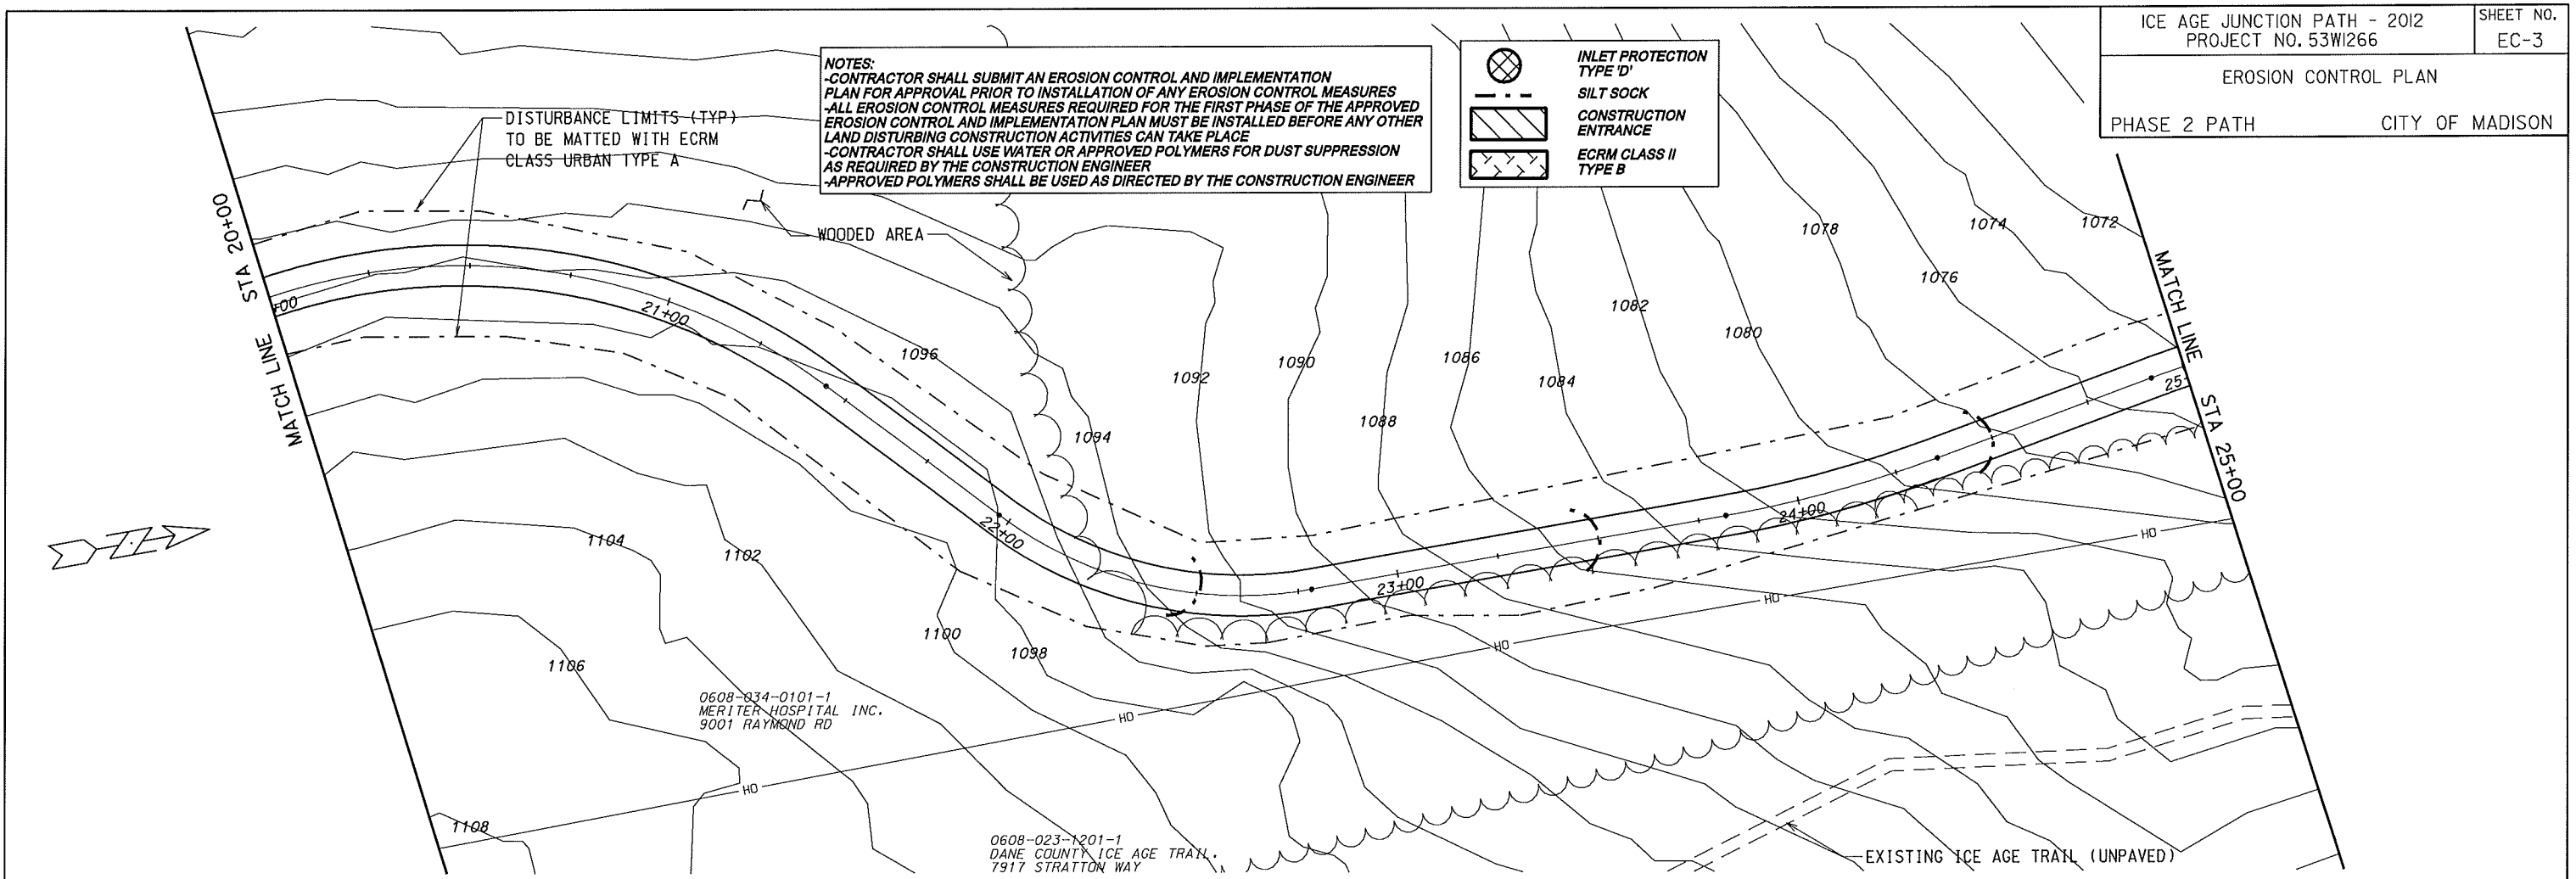 ICE AGE JUNCTION PATH - 2012
PROJECT NO. 53W1266
SHEET NO.
EC-3
EROSION CONTROL PLAN
PHASE 2 PATH
CITY OF MADISON
NOTES:
-CONTRACTOR SHALL SUBMIT AN EROSION CONTROL AND IMPLEMENTATION
PLAN FOR APPROVAL PRIOR TO INSTALLATION OF ANY EROSION CONTROL MEASURES
-ALL EROSION CONTROL MEASURES REQUIRED FOR THE FIRST PHASE OF THE APPROVED
EROSION CONTROL AND IMPLEMENTATION PLAN MUST BE INSTALLED BEFORE ANY OTHER
LAND DISTURBING CONSTRUCTION ACTIVITIES CAN TAKE PLACE
-CONTRACTOR SHALL USE WATER OR APPROVED POLYMERS FOR DUST SUPPRESSION
AS REQUIRED BY THE CONSTRUCTION ENGINEER
-APPROVED POLYMERS SHALL BE USED AS DIRECTED BY THE CONSTRUCTION ENGINEER
INLET PROTECTION
TYPE 'D'
SILT SOCK
CONSTRUCTION
ENTRANCE
ECRM CLASS II
TYPE B
DISTURBANCE LIMITS (TYP)
TO BE MATTED WITH ECRM
CLASS URBAN TYPE A
WOODED AREA
MATCH LINE STA 20+00
MATCH LINE STA 25+00
+00
21+00
22+00
23+00
24+00
25+
1072
1074
1076
1078
1080
1082
1084
1086
1088
1090
1092
1094
1096
1098
1100
1102
1104
1106
1108
HO
HO
HO
HO
HO
0608-034-0101-1
MERITER HOSPITAL INC.
9001 RAYMOND RD
0608-023-1201-1
DANE COUNTY ICE AGE TRAIL.
7917 STRATTON WAY
EXISTING ICE AGE TRAIL (UNPAVED)